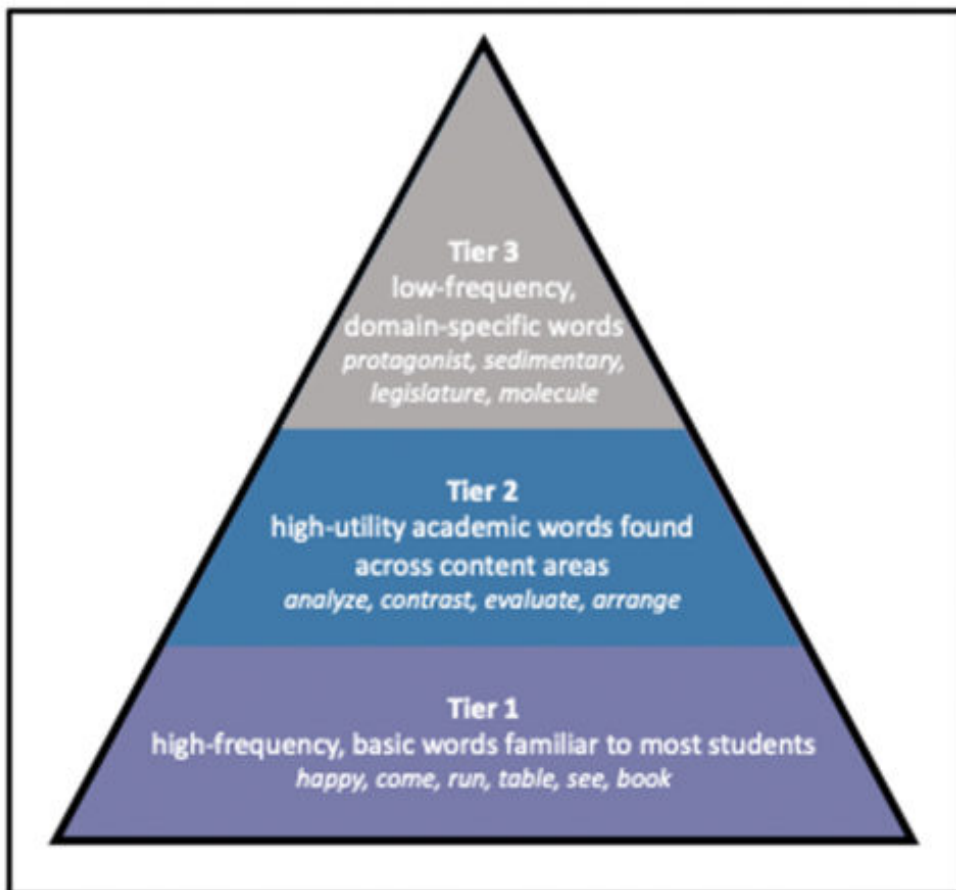 Tier 3
low-frequency,
domain-specific words
protagonist, sedimentary,
legislature, molecule
Tier 2
high-utility academic words found
across content areas
analyze, contrast, evaluate, arrange
Tier 1
high-frequency, basic words familiar to most students
happy, come, run, table, see, book